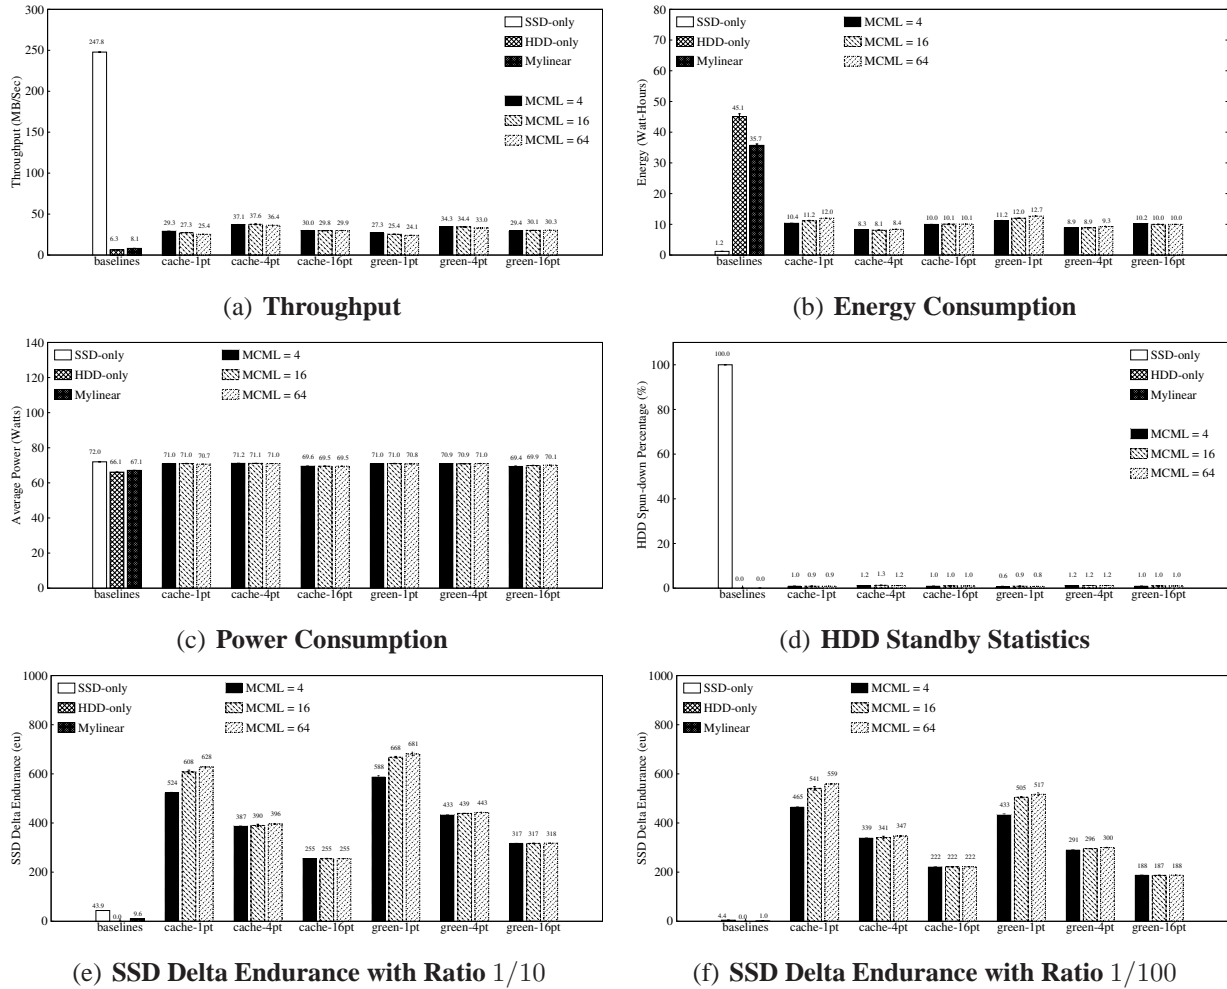 300
250
200
150
100
50
0
Throughput (MB/Sec)
SSD-only
HDD-only
Mylinear
MCML = 4
MCML = 16
MCML = 64
247.8 6.3 8.1
29.3 27.3 25.4
37.1 37.6 36.4
30.0 29.8 29.9
27.3 25.4 24.1
34.3 34.4 33.0
29.4 30.1 30.3
baselines cache-1pt cache-4pt cache-16pt green-1pt green-4pt green-16pt
(a) Throughput
80
70
60
50
40
30
20
10
0
Energy (Watt-Hours)
SSD-only MCML = 4
HDD-only MCML = 16
Mylinear MCML = 64
1.2 45.1 35.7
10.4 11.2 12.0
8.3 8.1 8.4
10.0 10.1 10.1
11.2 12.0 12.7
8.9 8.9 9.3
10.2 10.0 10.0
baselines cache-1pt cache-4pt cache-16pt green-1pt green-4pt green-16pt
(b) Energy Consumption
140
120
100
80
60
40
20
0
Average Power (Watts)
SSD-only MCML = 4
HDD-only MCML = 16
Mylinear MCML = 64
72.0 66.1 67.1
71.0 71.0 70.7
71.2 71.1 71.0
69.6 69.5 69.5
71.0 71.0 70.8
70.9 70.9 71.0
69.4 69.9 70.1
baselines cache-1pt cache-4pt cache-16pt green-1pt green-4pt green-16pt
(c) Power Consumption
100
80
60
40
20
0
HDD Spun-down Percentage (%)
SSD-only
HDD-only
Mylinear
MCML = 4
MCML = 16
MCML = 64
100.0 0.0 0.0
1.0 0.9 0.9
1.2 1.3 1.2
1.0 1.0 1.0
0.6 0.9 0.8
1.2 1.2 1.2
1.0 1.0 1.0
baselines cache-1pt cache-4pt cache-16pt green-1pt green-4pt green-16pt
(d) HDD Standby Statistics
1000
800
600
400
200
0
SSD Delta Endurance (eu)
SSD-only MCML = 4
HDD-only MCML = 16
Mylinear MCML = 64
43.9 0.0 9.6
524 608 628
387 390 396
255 255 255
588 668 681
433 439 443
317 317 318
baselines cache-1pt cache-4pt cache-16pt green-1pt green-4pt green-16pt
(e) SSD Delta Endurance with Ratio 1/10
1000
800
600
400
200
0
SSD Delta Endurance (eu)
SSD-only MCML = 4
HDD-only MCML = 16
Mylinear MCML = 64
4.4 0.0 1.0
465 541 559
339 341 347
222 222 222
433 505 517
291 296 300
188 187 188
baselines cache-1pt cache-4pt cache-16pt green-1pt green-4pt green-16pt
(f) SSD Delta Endurance with Ratio 1/100